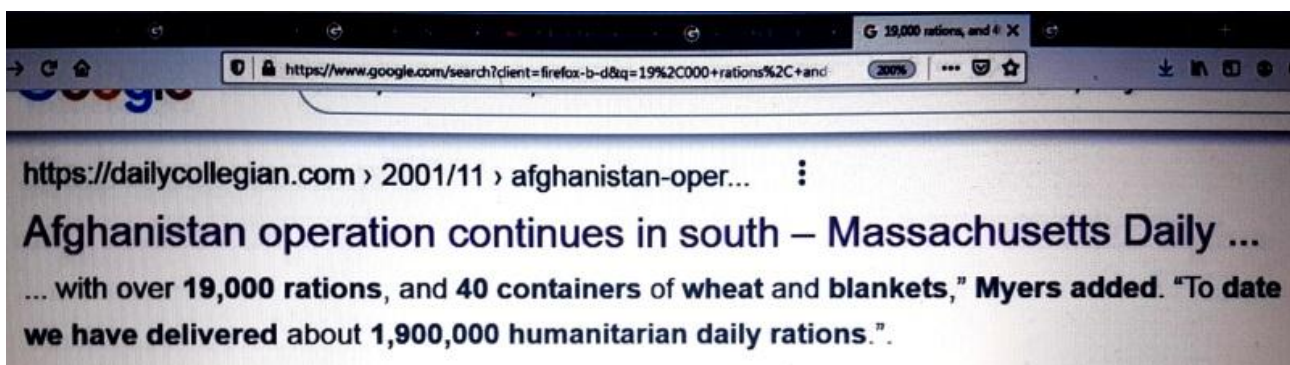 G 19,000 rations, and
https://www.google.com/search?client=firefox-b-d&q=19%2C000+rations%2C+and
200%
https://dailycollegian.com › 2001/11 › afghanistan-oper...
Afghanistan operation continues in south – Massachusetts Daily ...
... with over 19,000 rations, and 40 containers of wheat and blankets,” Myers added. “To date
we have delivered about 1,900,000 humanitarian daily rations.”.